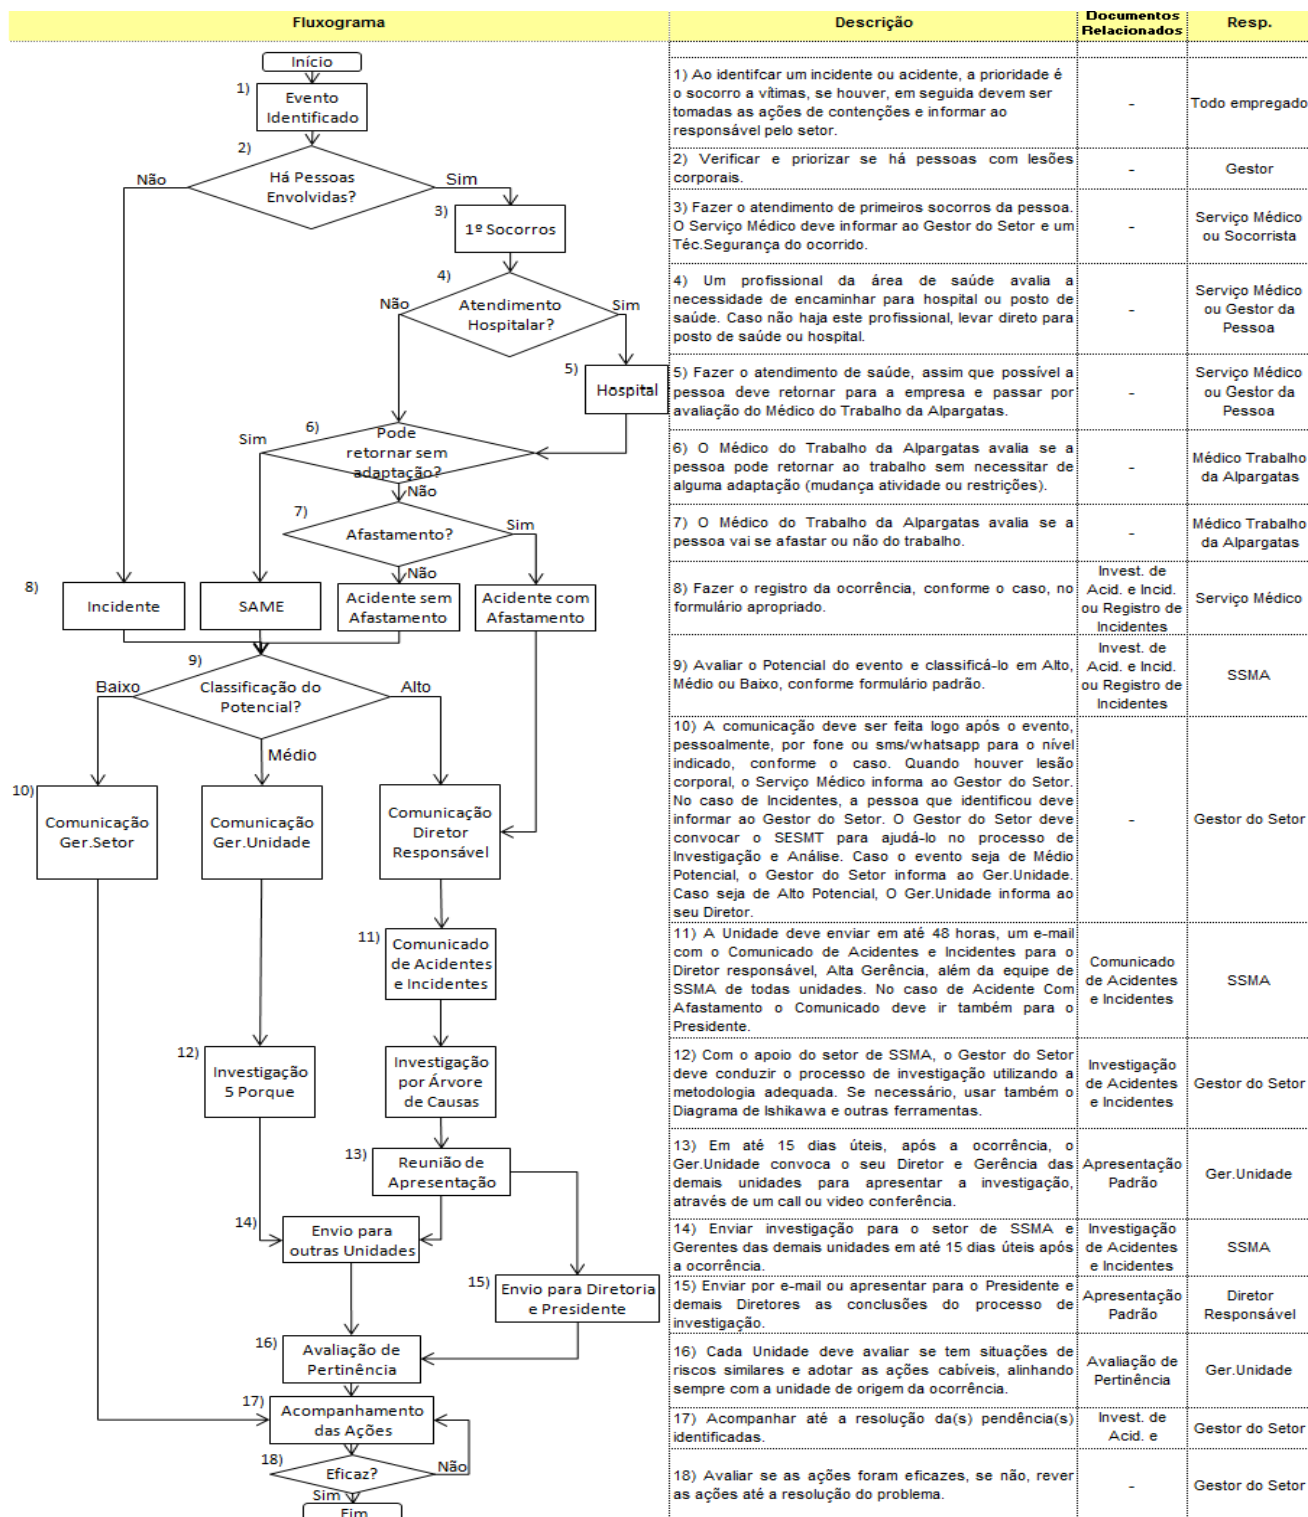 Fluxograma
Descrição
Documentos
Relacionados
Resp.
Início
1)
Evento
Identificado
2)
Há Pessoas
Envolvidas?
Não
Sim
3)
1º Socorros
4)
Atendimento
Hospitalar?
Não
Sim
5)
Hospital
6)
Pode
retornar sem
adaptação?
Sim
Não
7)
Afastamento?
Sim
Não
8)
Incidente
SAME
Acidente sem
Afastamento
Acidente com
Afastamento
9)
Classificação do
Potencial?
Baixo
Alto
Médio
10)
Comunicação
Ger.Setor
Comunicação
Ger.Unidade
Comunicação
Diretor
Responsável
11)
Comunicado
de Acidentes
e Incidentes
12)
Investigação
5 Porque
Investigação
por Árvore
de Causas
13)
Reunião de
Apresentação
14)
Envio para
outras Unidades
15)
Envio para Diretoria
e Presidente
16)
Avaliação de
Pertinência
17)
Acompanhamento
das Ações
18)
Eficaz?
Não
Sim
Fim
1) Ao identifcar um incidente ou acidente, a prioridade é
o socorro a vítimas, se houver, em seguida devem ser
tomadas as ações de contenções e informar ao
responsável pelo setor.
-
Todo empregado
2) Verificar e priorizar se há pessoas com lesões
corporais.
-
Gestor
3) Fazer o atendimento de primeiros socorros da pessoa.
O Serviço Médico deve informar ao Gestor do Setor e um
Téc.Segurança do ocorrido.
-
Serviço Médico
ou Socorrista
4) Um profissional da área de saúde avalia a
necessidade de encaminhar para hospital ou posto de
saúde. Caso não haja este profissional, levar direto para
posto de saúde ou hospital.
-
Serviço Médico
ou Gestor da
Pessoa
5) Fazer o atendimento de saúde, assim que possível a
pessoa deve retornar para a empresa e passar por
avaliação do Médico do Trabalho da Alpargatas.
-
Serviço Médico
ou Gestor da
Pessoa
6) O Médico do Trabalho da Alpargatas avalia se a
pessoa pode retornar ao trabalho sem necessitar de
alguma adaptação (mudança atividade ou restrições).
-
Médico Trabalho
da Alpargatas
7) O Médico do Trabalho da Alpargatas avalia se a
pessoa vai se afastar ou não do trabalho.
-
Médico Trabalho
da Alpargatas
8) Fazer o registro da ocorrência, conforme o caso, no
formulário apropriado.
Invest. de
Acid. e Incid.
ou Registro de
Incidentes
Serviço Médico
9) Avaliar o Potencial do evento e classificá-lo em Alto,
Médio ou Baixo, conforme formulário padrão.
Invest. de
Acid. e Incid.
ou Registro de
Incidentes
SSMA
10) A comunicação deve ser feita logo após o evento,
pessoalmente, por fone ou sms/whatsapp para o nível
indicado, conforme o caso. Quando houver lesão
corporal, o Serviço Médico informa ao Gestor do Setor.
No caso de Incidentes, a pessoa que identificou deve
informar ao Gestor do Setor. O Gestor do Setor deve
convocar o SESMT para ajudá-lo no processo de
Investigação e Análise. Caso o evento seja de Médio
Potencial, o Gestor do Setor informa ao Ger.Unidade.
Caso seja de Alto Potencial, O Ger.Unidade informa ao
seu Diretor.
-
Gestor do Setor
11) A Unidade deve enviar em até 48 horas, um e-mail
com o Comunicado de Acidentes e Incidentes para o
Diretor responsável, Alta Gerência, além da equipe de
SSMA de todas unidades. No caso de Acidente Com
Afastamento o Comunicado deve ir também para o
Presidente.
Comunicado
de Acidentes
e Incidentes
SSMA
12) Com o apoio do setor de SSMA, o Gestor do Setor
deve conduzir o processo de investigação utilizando a
metodologia adequada. Se necessário, usar também o
Diagrama de Ishikawa e outras ferramentas.
Investigação
de Acidentes
e Incidentes
Gestor do Setor
13) Em até 15 dias úteis, após a ocorrência, o
Ger.Unidade convoca o seu Diretor e Gerência das
demais unidades para apresentar a investigação,
através de um call ou video conferência.
Apresentação
Padrão
Ger.Unidade
14) Enviar investigação para o setor de SSMA e
Gerentes das demais unidades em até 15 dias úteis após
a ocorrência.
Investigação
de Acidentes
e Incidentes
SSMA
15) Enviar por e-mail ou apresentar para o Presidente e
demais Diretores as conclusões do processo de
investigação.
Apresentação
Padrão
Diretor
Responsável
16) Cada Unidade deve avaliar se tem situações de
riscos similares e adotar as ações cabíveis, alinhando
sempre com a unidade de origem da ocorrência.
Avaliação de
Pertinência
Ger.Unidade
17) Acompanhar até a resolução da(s) pendência(s)
identificadas.
Invest. de
Acid. e
Gestor do Setor
18) Avaliar se as ações foram eficazes, se não, rever
as ações até a resolução do problema.
-
Gestor do Setor